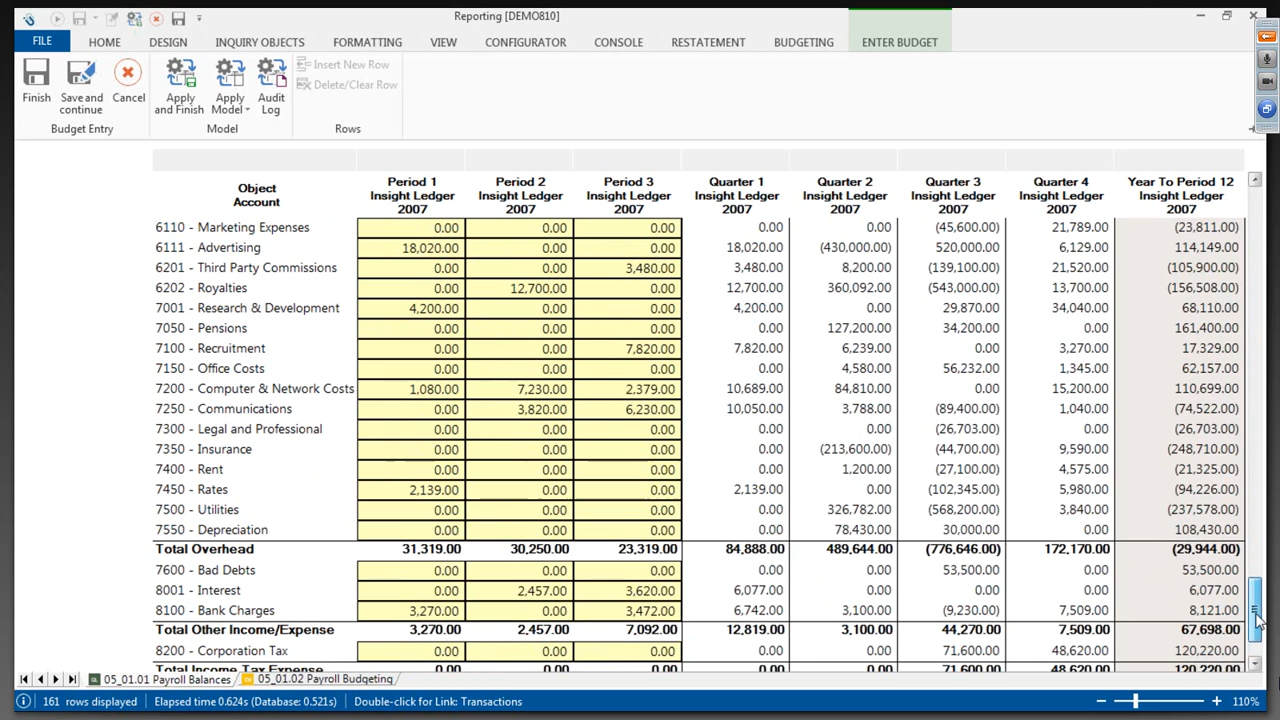 Reporting [DEMO810]
FILE HOME DESIGN INQUIRY OBJECTS FORMATTING VIEW CONFIGURATOR CONSOLE RESTATEMENT BUDGETING ENTER BUDGET
Finish Save and continue Cancel Apply and Finish Apply Model Audit Log Insert New Row
Delete/Clear Row
Budget Entry Model Rows
Object Account Period 1 Insight Ledger 2007 Period 2 Insight Ledger 2007 Period 3 Insight Ledger 2007 Quarter 1 Insight Ledger 2007 Quarter 2 Insight Ledger 2007 Quarter 3 Insight Ledger 2007 Quarter 4 Insight Ledger 2007 Year To Period 12 Insight Ledger 2007
6110 - Marketing Expenses 0.00 0.00 0.00 0.00 0.00 (45,600.00) 21,789.00 (23,811.00)
6111 - Advertising 18,020.00 0.00 0.00 18,020.00 (430,000.00) 520,000.00 6,129.00 114,149.00
6201 - Third Party Commissions 0.00 0.00 3,480.00 3,480.00 8,200.00 (139,100.00) 21,520.00 (105,900.00)
6202 - Royalties 0.00 12,700.00 0.00 12,700.00 360,092.00 (543,000.00) 13,700.00 (156,508.00)
7001 - Research & Development 4,200.00 0.00 0.00 4,200.00 0.00 29,870.00 34,040.00 68,110.00
7050 - Pensions 0.00 0.00 0.00 0.00 127,200.00 34,200.00 0.00 161,400.00
7100 - Recruitment 0.00 0.00 7,820.00 7,820.00 6,239.00 0.00 3,270.00 17,329.00
7150 - Office Costs 0.00 0.00 0.00 0.00 4,580.00 56,232.00 1,345.00 62,157.00
7200 - Computer & Network Costs 1,080.00 7,230.00 2,379.00 10,689.00 84,810.00 0.00 15,200.00 110,699.00
7250 - Communications 0.00 3,820.00 6,230.00 10,050.00 3,788.00 (89,400.00) 1,040.00 (74,522.00)
7300 - Legal and Professional 0.00 0.00 0.00 0.00 0.00 (26,703.00) 0.00 (26,703.00)
7350 - Insurance 0.00 0.00 0.00 0.00 (213,600.00) (44,700.00) 9,590.00 (248,710.00)
7400 - Rent 0.00 0.00 0.00 0.00 1,200.00 (27,100.00) 4,575.00 (21,325.00)
7450 - Rates 2,139.00 0.00 0.00 2,139.00 0.00 (102,345.00) 5,980.00 (94,226.00)
7500 - Utilities 0.00 0.00 0.00 0.00 326,782.00 (568,200.00) 3,840.00 (237,578.00)
7550 - Depreciation 0.00 0.00 0.00 0.00 78,430.00 30,000.00 0.00 108,430.00
Total Overhead 31,319.00 30,250.00 23,319.00 84,888.00 489,644.00 (776,646.00) 172,170.00 (29,944.00)
7600 - Bad Debts 0.00 0.00 0.00 0.00 0.00 53,500.00 0.00 53,500.00
8001 - Interest 0.00 2,457.00 3,620.00 6,077.00 0.00 0.00 0.00 6,077.00
8100 - Bank Charges 3,270.00 0.00 3,472.00 6,742.00 3,100.00 (9,230.00) 7,509.00 8,121.00
Total Other Income/Expense 3,270.00 2,457.00 7,092.00 12,819.00 3,100.00 44,270.00 7,509.00 67,698.00
8200 - Corporation Tax 0.00 0.00 0.00 0.00 0.00 71,600.00 48,620.00 120,220.00
Total Income Tax Expense 0.00 0.00 0.00 0.00 0.00 71,600.00 48,620.00 120,220.00
05_01.01 Payroll Balances 05_01.02 Payroll Budgeting
161 rows displayed Elapsed time 0.624s (Database: 0.521s) Double-click for Link: Transactions 110%